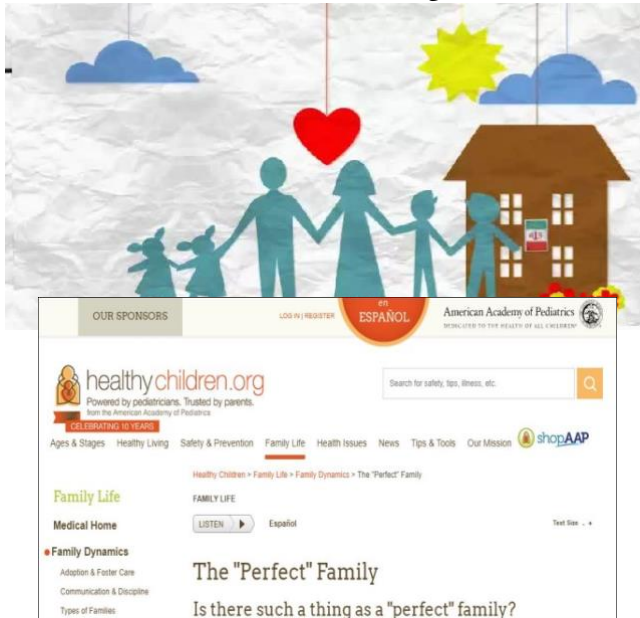 OUR SPONSORS
LOG IN | REGISTER
en
ESPAÑOL
American Academy of Pediatrics
DEDICATED TO THE HEALTH OF ALL CHILDREN®
healthychildren.org
Powered by pediatricians. Trusted by parents.
from the American Academy of Pediatrics
CELEBRATING 10 YEARS
Search for safety, tips, illness, etc.
Ages & Stages Healthy Living Safety & Prevention Family Life Health Issues News Tips & Tools Our Mission shopAAP
Healthy Children > Family Life > Family Dynamics > The "Perfect" Family
Family Life
FAMILY LIFE
Medical Home
LISTEN Español
Text Size
Family Dynamics
Adoption & Foster Care
Communication & Discipline
Types of Families
The "Perfect" Family
Is there such a thing as a "perfect" family?